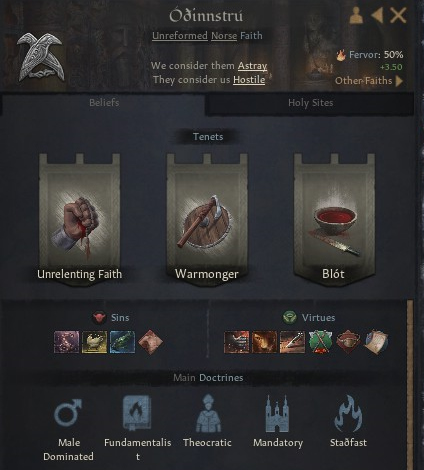 Óðinnstrú
Unreformed Norse Faith
Fervor: 50%
+3.50
We consider them Astray
They consider us Hostile
Other Faiths
Beliefs
Holy Sites
Tenets
Unrelenting Faith
Warmonger
Blót
Sins
Virtues
Main Doctrines
Male
Dominated
Fundamentalis
t
Theocratic
Mandatory
Staðfast